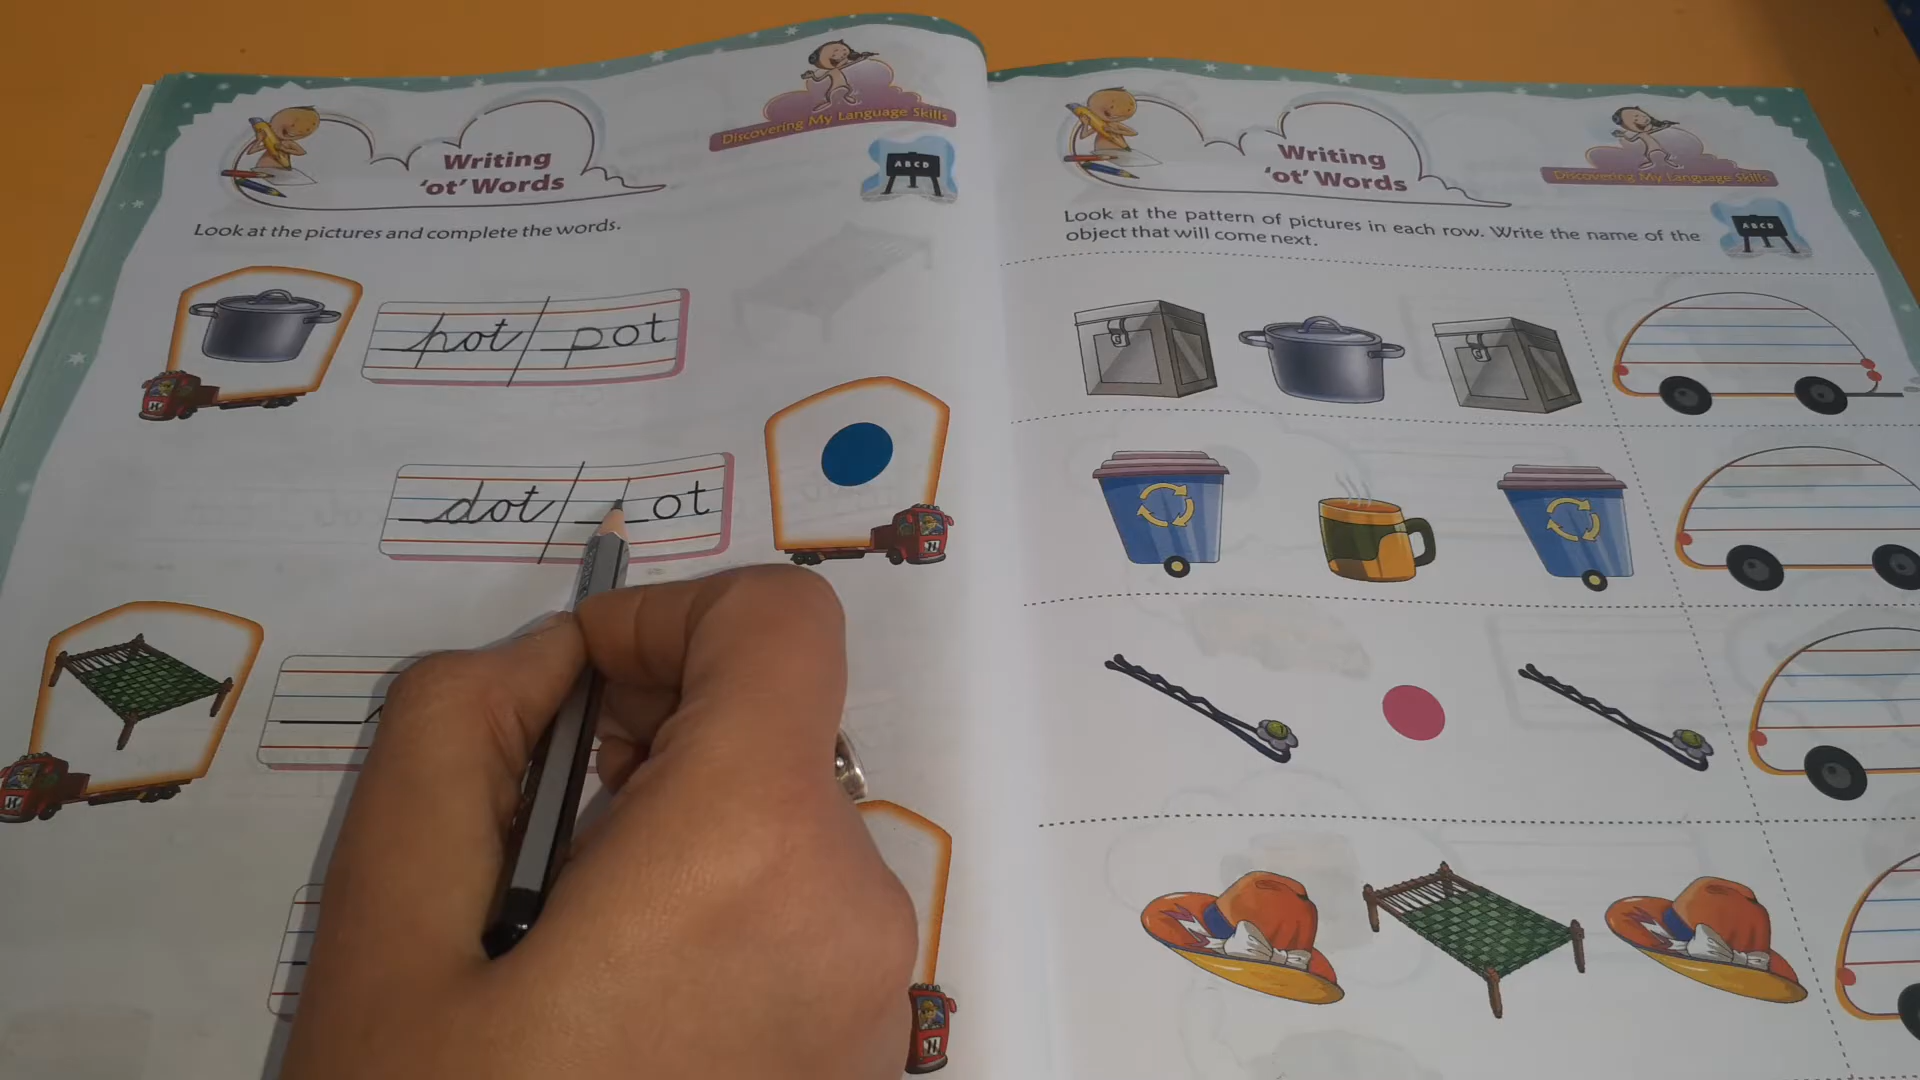 Discovering My Language Skills
Writing
'ot' Words
ABCD
Look at the pictures and complete the words.
pot / pot
dot / ot
Writing
'ot' Words
Discovering My Language Skills
ABCD
Look at the pattern of pictures in each row. Write the name of the
object that will come next.